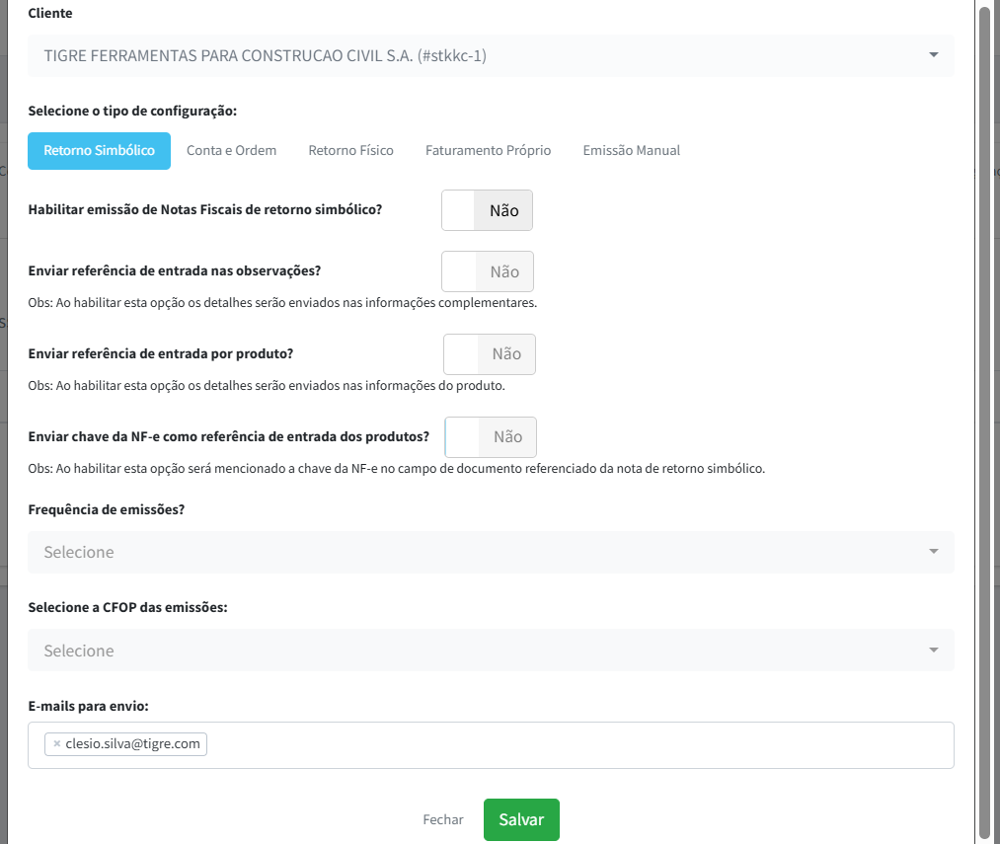 Cliente
TIGRE FERRAMENTAS PARA CONSTRUCAO CIVIL S.A. (#stkkc-1)
Selecione o tipo de configuração:
Retorno Simbólico Conta e Ordem Retorno Físico Faturamento Próprio Emissão Manual
Habilitar emissão de Notas Fiscais de retorno simbólico? Não
Enviar referência de entrada nas observações? Não
Obs: Ao habilitar esta opção os detalhes serão enviados nas informações complementares.
Enviar referência de entrada por produto? Não
Obs: Ao habilitar esta opção os detalhes serão enviados nas informações do produto.
Enviar chave da NF-e como referência de entrada dos produtos? Não
Obs: Ao habilitar esta opção será mencionado a chave da NF-e no campo de documento referenciado da nota de retorno simbólico.
Frequência de emissões?
Selecione
Selecione a CFOP das emissões:
Selecione
E-mails para envio:
× clesio.silva@tigre.com
Fechar Salvar